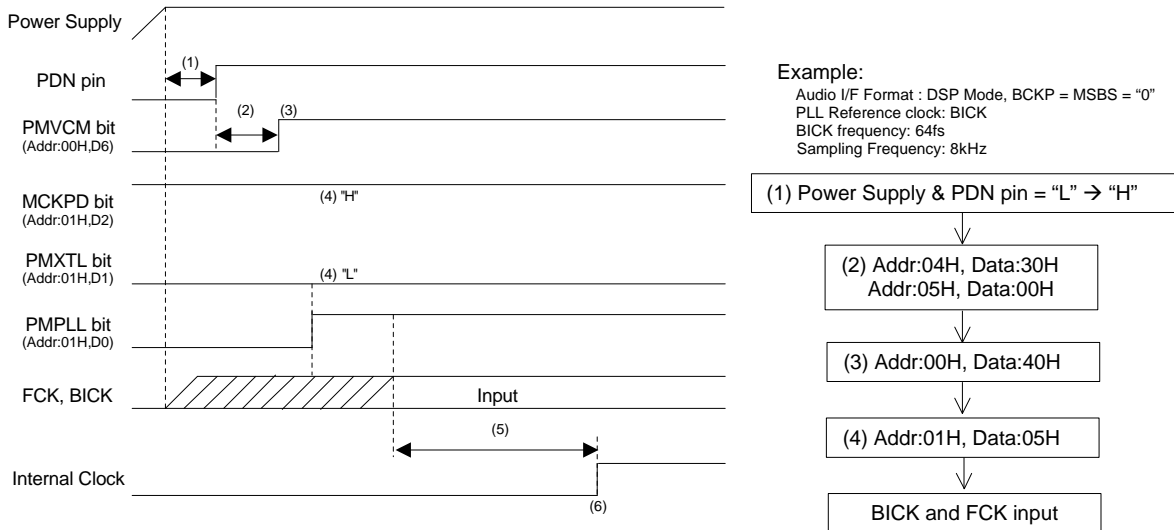 Power Supply
(1)
PDN pin
(2)
(3)
PMVCM bit
(Addr:00H,D6)
MCKPD bit
(Addr:01H,D2)
(4) "H"
PMXTL bit
(Addr:01H,D1)
(4) "L"
PMPLL bit
(Addr:01H,D0)
FCK, BICK
Input
(5)
Internal Clock
(6)
Example:
Audio I/F Format : DSP Mode, BCKP = MSBS = “0”
PLL Reference clock: BICK
BICK frequency: 64fs
Sampling Frequency: 8kHz
(1) Power Supply & PDN pin = “L” → “H”
(2) Addr:04H, Data:30H
Addr:05H, Data:00H
(3) Addr:00H, Data:40H
(4) Addr:01H, Data:05H
BICK and FCK input